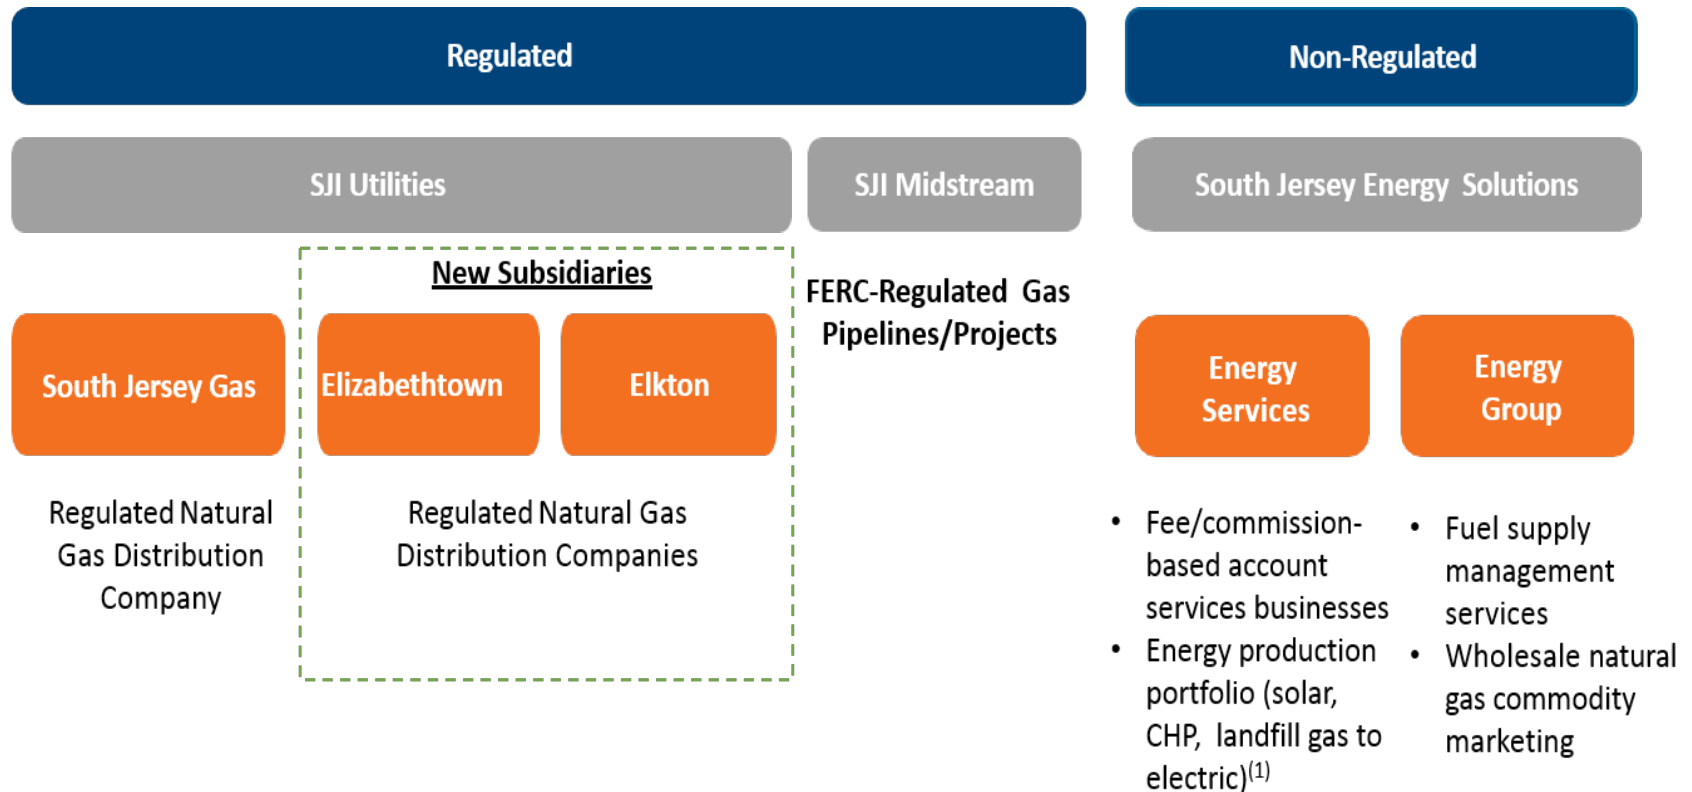 Regulated
Non-Regulated
SJI Utilities
SJI Midstream
South Jersey Energy Solutions
New Subsidiaries
FERC-Regulated Gas
Pipelines/Projects
South Jersey Gas
Elizabethtown
Elkton
Energy
Services
Energy
Group
Regulated Natural
Gas Distribution
Company
Regulated Natural Gas
Distribution Companies
• Fee/commission-
based account
services businesses
• Energy production
portfolio (solar,
CHP, landfill gas to
electric)(1)
• Fuel supply
management
services
• Wholesale natural
gas commodity
marketing